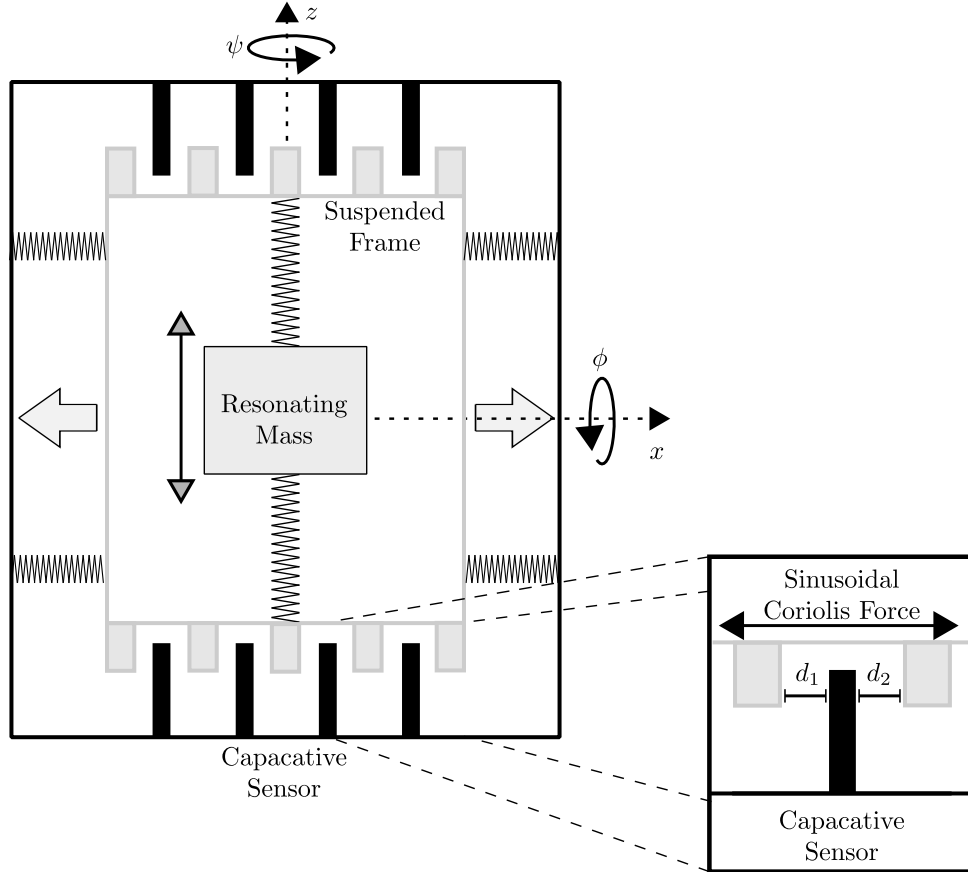 z
ψ
Suspended
Frame
ϕ
Resonating
Mass
x
Sinusoidal
Coriolis Force
d₁ d₂
Capacative
Sensor
Capacative
Sensor